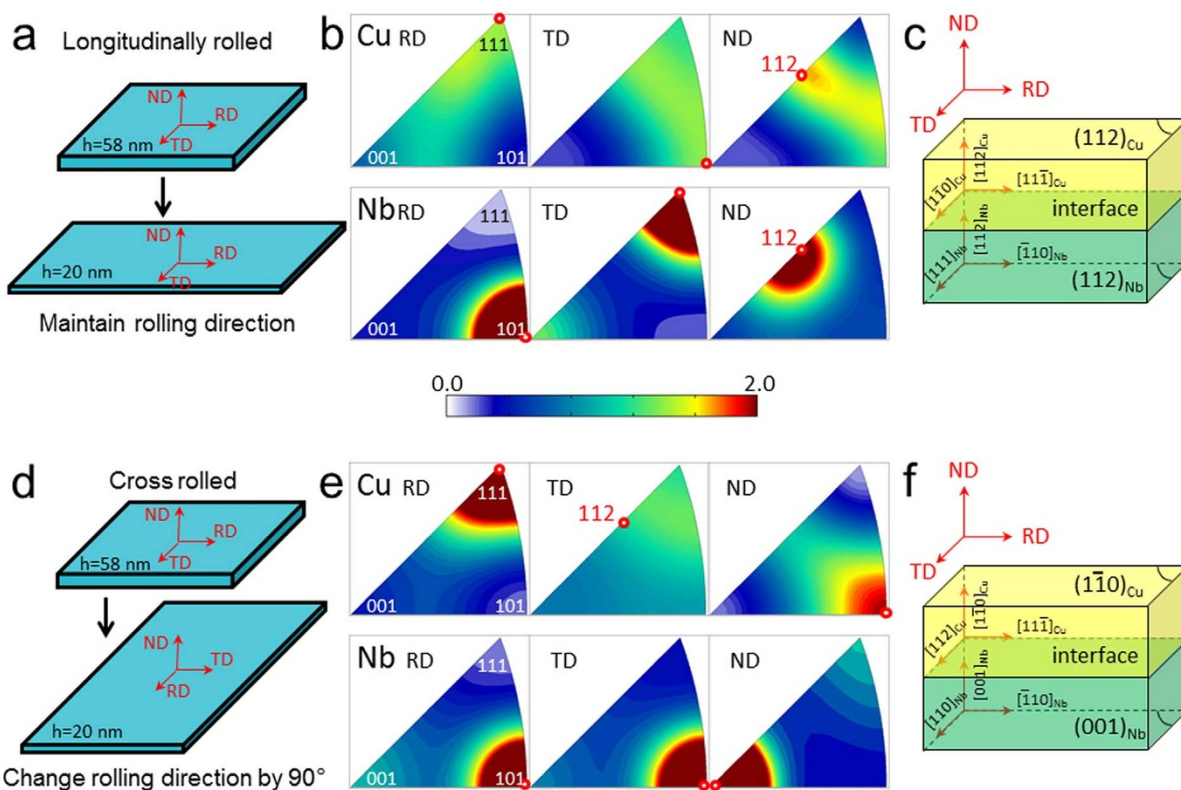 a
Longitudinally rolled
ND
RD
TD
h=58 nm
ND
RD
TD
h=20 nm
Maintain rolling direction
b
Cu RD
TD
ND
111
112
001
101
Nb RD
TD
ND
111
112
001
101
0.0
2.0
c
ND
RD
TD
(112)Cu
[112]Cu
[11̅0]Cu
[111̅]Cu
interface
[112]Nb
[111]Nb
[1̅10]Nb
(112)Nb
d
Cross rolled
ND
RD
TD
h=58 nm
ND
TD
RD
h=20 nm
Change rolling direction by 90°
e
Cu RD
TD
ND
111
112
001
101
Nb RD
TD
ND
111
001
101
f
ND
RD
TD
(11̅0)Cu
[11̅0]Cu
[112]Cu
[111̅]Cu
interface
[001]Nb
[110]Nb
[1̅10]Nb
(001)Nb